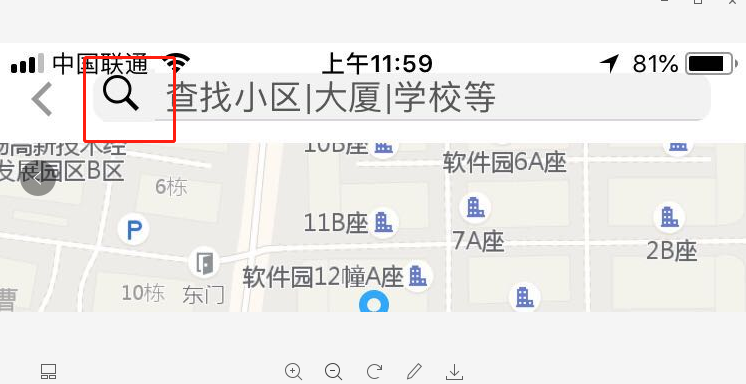 中国联通 上午11:59 81%
查找小区|大厦|学校等
10B座
软件园6A座
发展园区B区
6栋
P
11B座
7A座
2B座
软件园12幢A座
10栋
东门